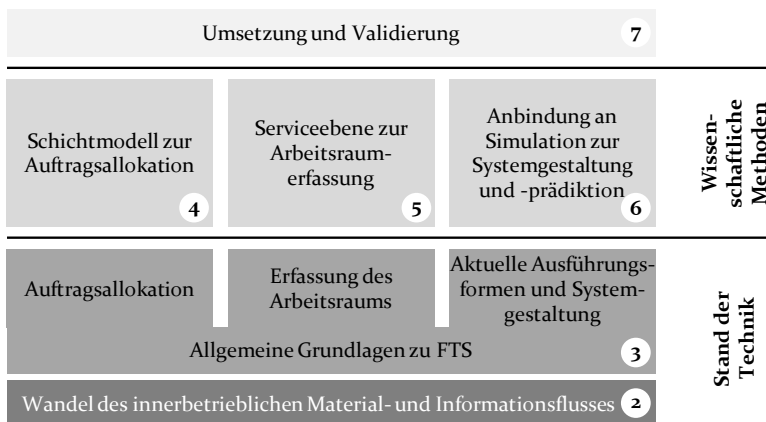 Umsetzung und Validierung 7
Schichtmodell zur
Auftragsallokation
4
Serviceebene zur
Arbeitsraum-
erfassung
5
Anbindung an
Simulation zur
Systemgestaltung
und -prädiktion
6
Wissen-
schaftliche
Methoden
Auftragsallokation
Erfassung des
Arbeitsraums
Aktuelle Ausführungs-
formen und System-
gestaltung
Allgemeine Grundlagen zu FTS 3
Wandel des innerbetrieblichen Material- und Informationsflusses 2
Stand der
Technik